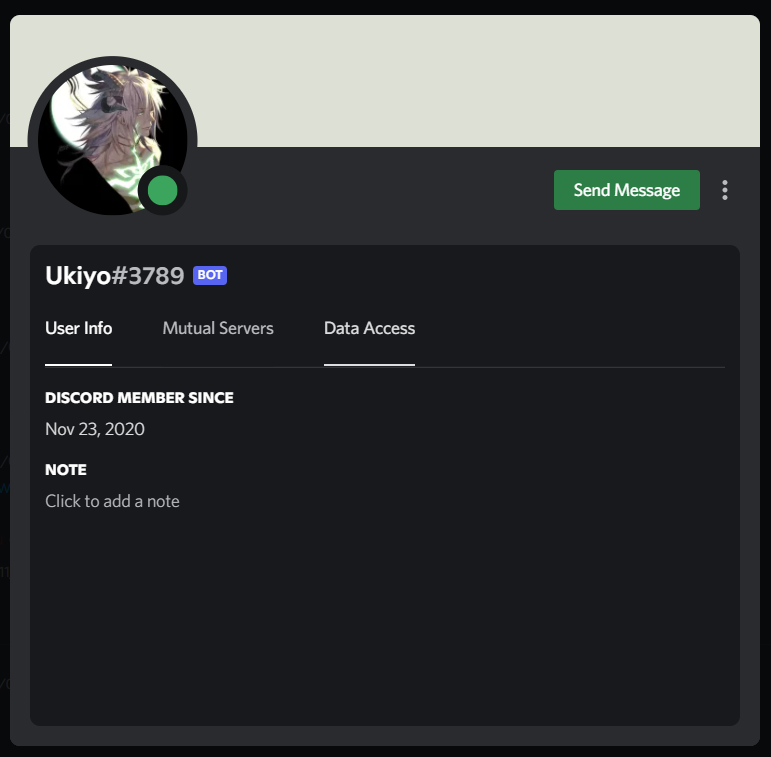 Send Message
Ukiyo#3789 BOT
User Info Mutual Servers Data Access
DISCORD MEMBER SINCE
Nov 23, 2020
NOTE
Click to add a note